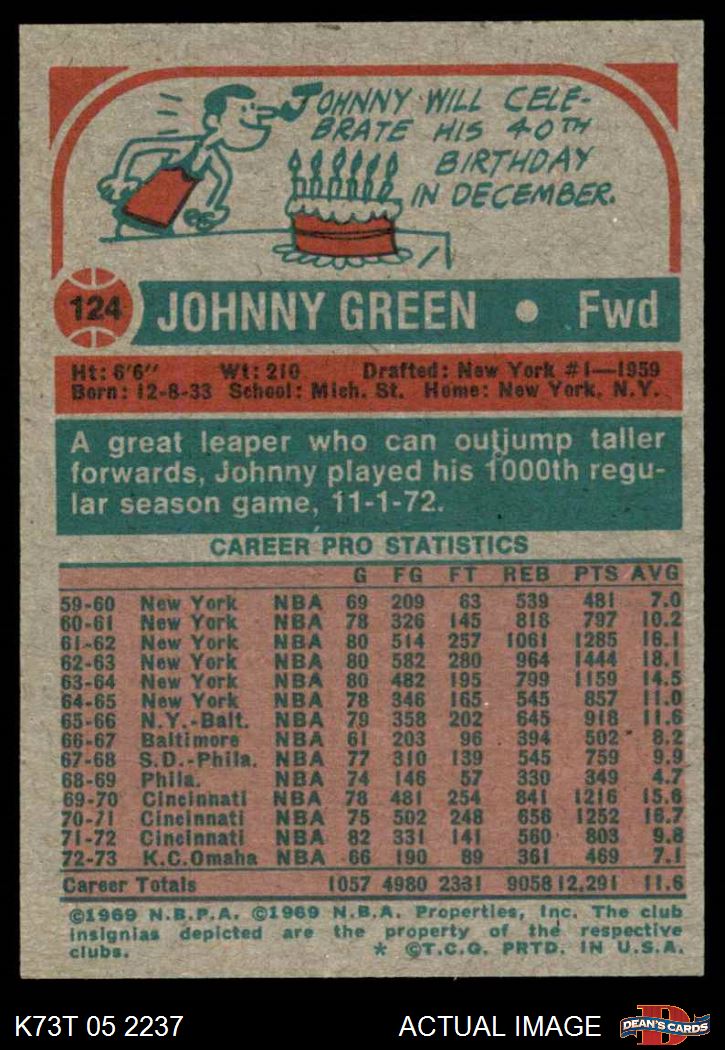 JOHNNY WILL CELE-
BRATE HIS 40TH
BIRTHDAY
IN DECEMBER.
124 JOHNNY GREEN • Fwd
Ht: 6'6" Wt: 210 Drafted: New York #1—1959
Born: 12-8-33 School: Mich. St. Home: New York, N.Y.
A great leaper who can outjump taller
forwards, Johnny played his 1000th regu-
lar season game, 11-1-72.
CAREER PRO STATISTICS
G FG FT REB PTS AVG
59-60 New York NBA 69 209 63 539 481 7.0
60-61 New York NBA 78 326 145 818 797 10.2
61-62 New York NBA 80 514 257 1061 1285 16.1
62-63 New York NBA 80 582 280 964 1444 18.1
63-64 New York NBA 80 482 195 799 1159 14.5
64-65 New York NBA 78 346 165 545 857 11.0
65-66 N.Y.-Balt. NBA 79 358 202 645 918 11.6
66-67 Baltimore NBA 61 203 96 394 502 8.2
67-68 S.D.-Phila. NBA 77 310 139 545 759 9.9
68-69 Phila. NBA 74 146 57 330 349 4.7
69-70 Cincinnati NBA 78 481 254 841 1216 15.6
70-71 Cincinnati NBA 75 502 248 656 1252 16.7
71-72 Cincinnati NBA 82 331 141 560 803 9.8
72-73 K.C. Omaha NBA 66 190 89 361 469 7.1
Career Totals 1057 4980 2331 9058 12,291 11.6
©1969 N.B.P.A. ©1969 N.B.A. Properties, Inc. The club
insignias depicted are the property of the respective
clubs. * ©T.C.G. PRTD. IN U.S.A.
K73T 05 2237 ACTUAL IMAGE D DEAN'S CARDS